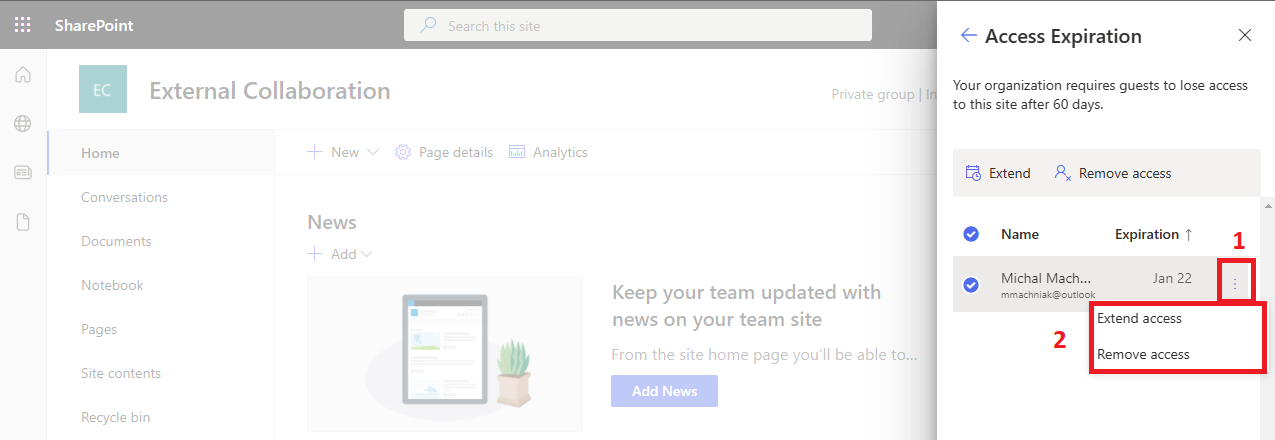 SharePoint
Search this site
EC
External Collaboration
Private group | In
Home
Conversations
Documents
Notebook
Pages
Site contents
Recycle bin
New
Page details
Analytics
News
Add
Keep your team updated with
news on your team site
From the site home page you'll be able to...
Add News
Access Expiration
Your organization requires guests to lose access
to this site after 60 days.
Extend
Remove access
Name
Expiration ↑
1
Michal Mach...
Jan 22
mmachniak@outlook
2
Extend access
Remove access